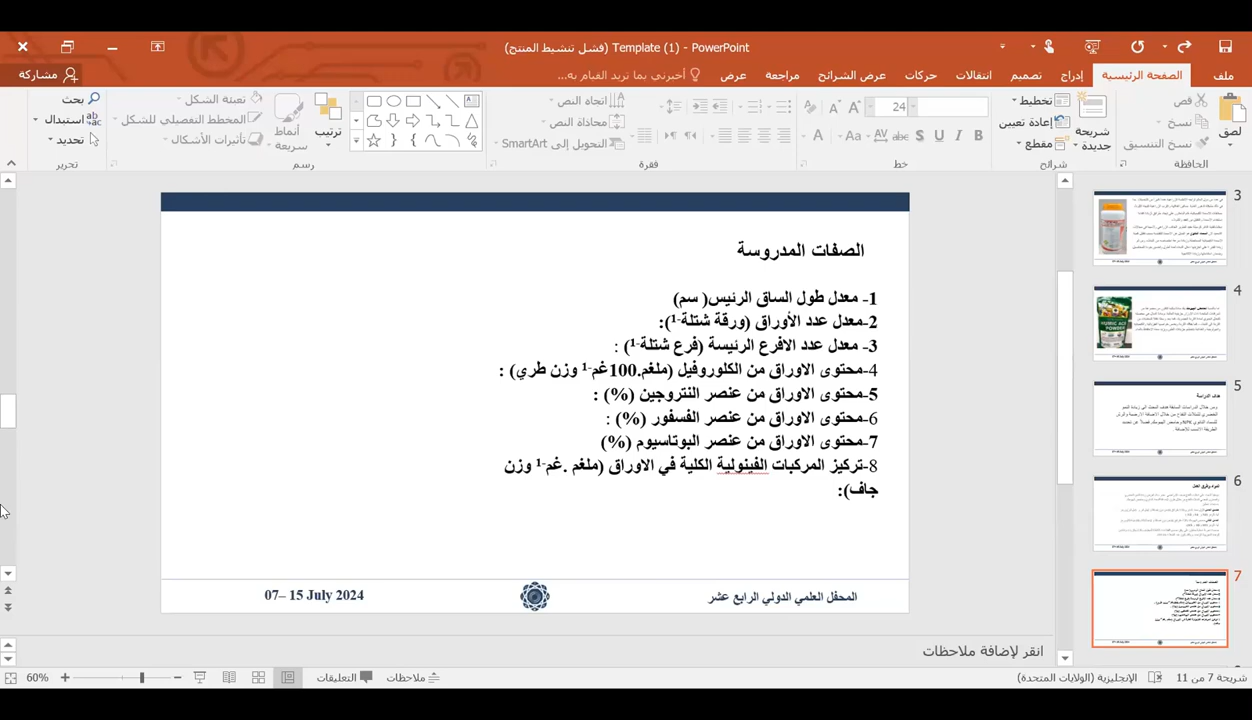 Template (1) - PowerPoint (فشل تنشيط المنتج)
ملف
الصفحة الرئيسية
إدراج
تصميم
انتقالات
حركات
عرض الشرائح
مراجعة
عرض
أخبرني بما تريد القيام به...
مشاركة
لصق
قص
نسخ
نسخ التنسيق
الحافظة
شريحة جديدة
تخطيط
إعادة تعيين
مقطع
شرائح
24
خط
فقرة
اتجاه النص
محاذاة النص
التحويل إلى SmartArt
ترتيب
أنماط سريعة
تعبئة الشكل
المخطط التفصيلي للشكل
تأثيرات الأشكال
رسم
بحث
استبدال
تحديد
تحرير
الصفات المدروسة
1- معدل طول الساق الرئيس( سم)
2-معدل عدد الأوراق (ورقة شتلة-1):
3- معدل عدد الافرع الرئيسة (فرع شتلة-1) :
4-محتوى الاوراق من الكلوروفيل (ملغم.100غم-1 وزن طري) :
5-محتوى الاوراق من عنصر النتروجين (%) :
6-محتوى الاوراق من عنصر الفسفور (%) :
7-محتوى الاوراق من عنصر البوتاسيوم (%)
8-تركيز المركبات الفينولية الكلية في الاوراق (ملغم .غم-1 وزن
جاف):
المحفل العلمي الدولي الرابع عشر
07– 15 July 2024
3
4
5
6
7
انقر لإضافة ملاحظات
شريحة 7 من 11
الإنجليزية (الولايات المتحدة)
ملاحظات
التعليقات
60%